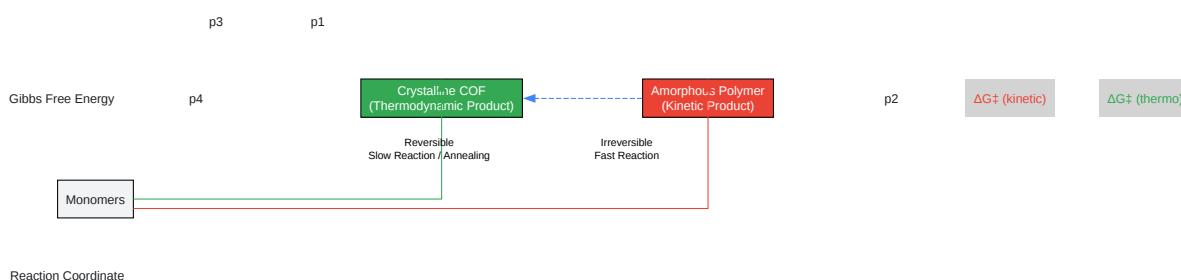 p3
p1
Gibbs Free Energy
p4
Crystalline COF
(Thermodynamic Product)
Amorphous Polymer
(Kinetic Product)
p2
ΔG‡ (kinetic)
ΔG‡ (thermo)
Reversible
Slow Reaction / Annealing
Irreversible
Fast Reaction
Monomers
Reaction Coordinate